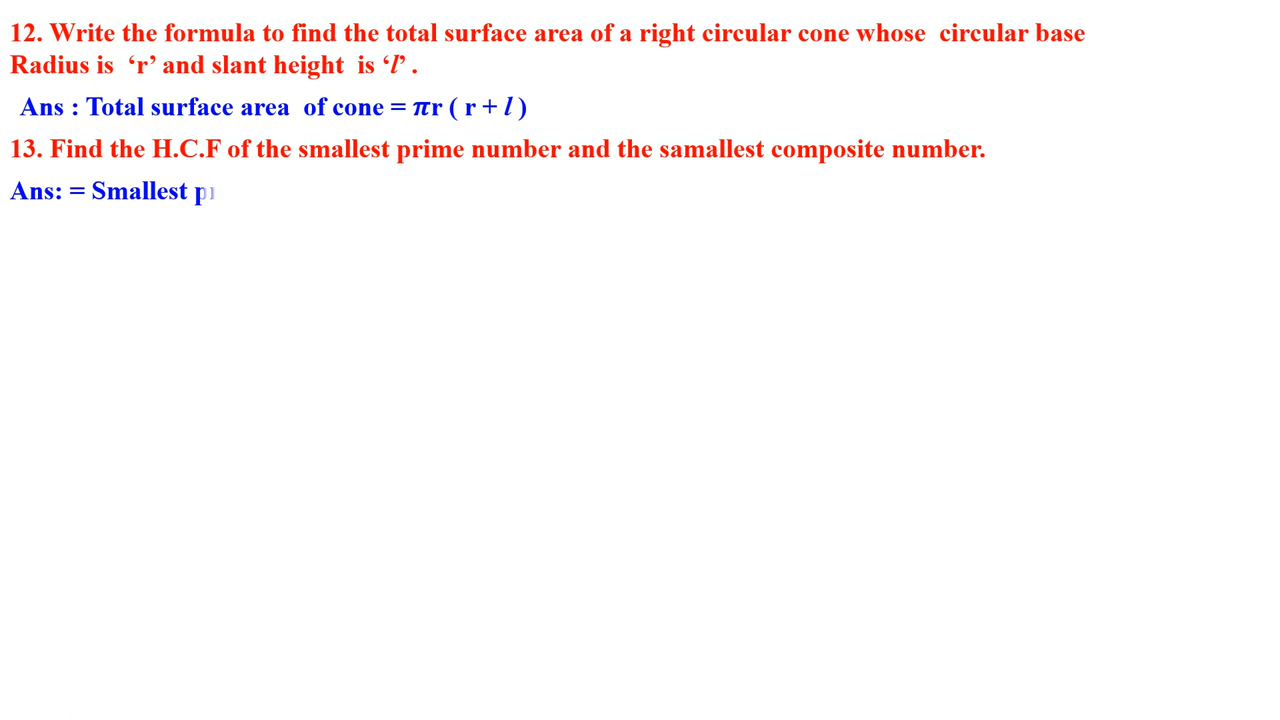 12. Write the formula to find the total surface area of a right circular cone whose  circular base
Radius is  ‘r’ and slant height  is ‘l’ .
Ans : Total surface area  of cone = πr ( r + l )
13. Find the H.C.F of the smallest prime number and the samallest composite number.
Ans: = Smallest